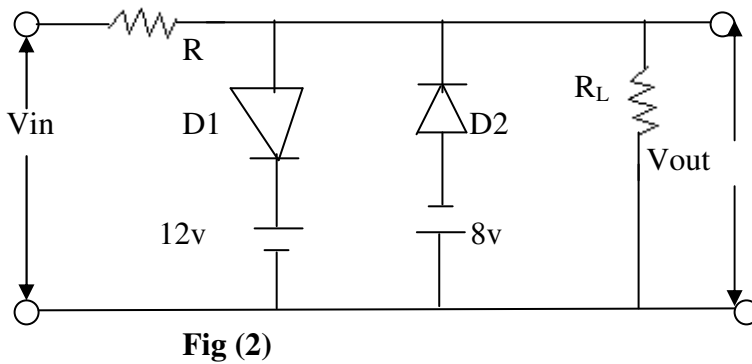 R
R_L
Vin
D1
D2
Vout
12v
8v
Fig (2)